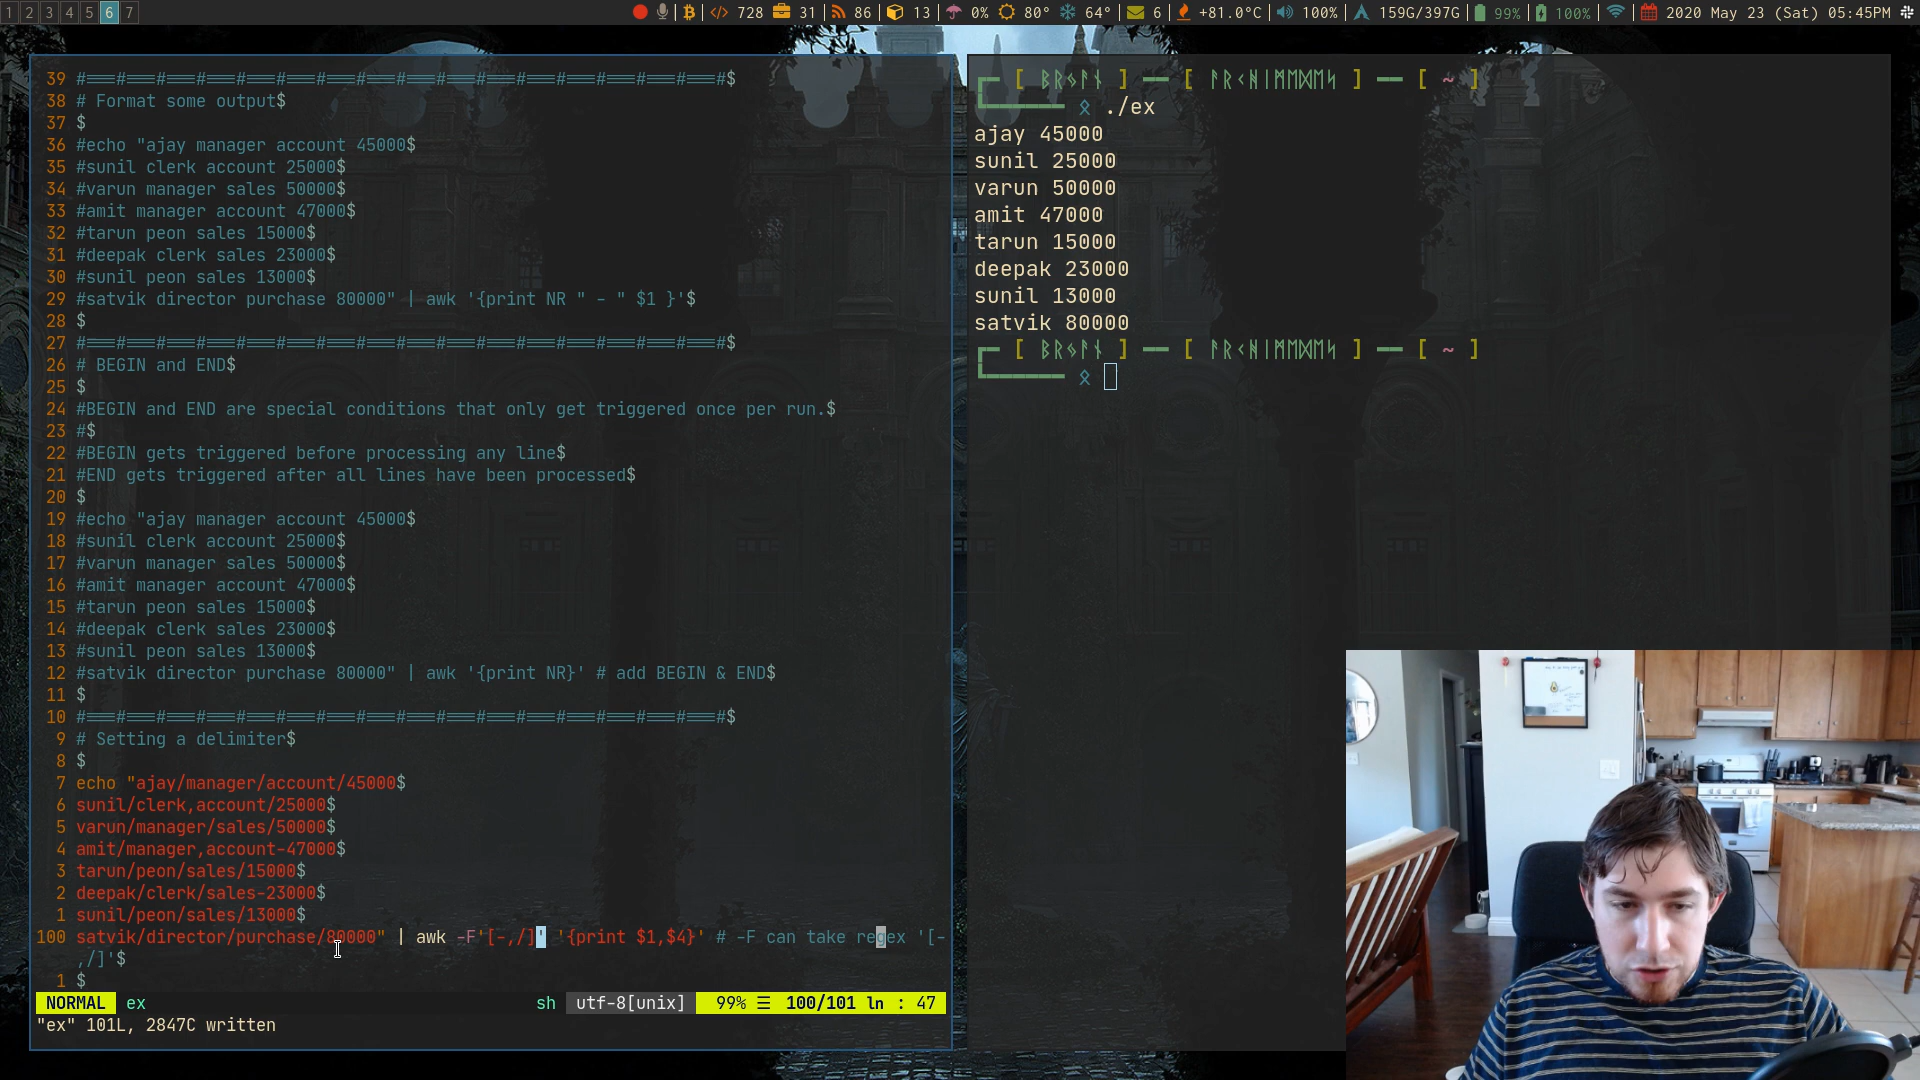 1 2 3 4 5 6 7
728 31 86 13 0% 80° 64° 6 +81.0°C 100% 159G/397G 99% 100% 2020 May 23 (Sat) 05:45PM
39 #═══#═══#═══#═══#═══#═══#═══#═══#═══#═══#═══#═══#═══#═══#═══#═══#$
38 # Format some output$
37 $
36 #echo "ajay manager account 45000$
35 #sunil clerk account 25000$
34 #varun manager sales 50000$
33 #amit manager account 47000$
32 #tarun peon sales 15000$
31 #deepak clerk sales 23000$
30 #sunil peon sales 13000$
29 #satvik director purchase 80000" | awk '{print NR " - " $1 }'$
28 $
27 #═══#═══#═══#═══#═══#═══#═══#═══#═══#═══#═══#═══#═══#═══#═══#═══#$
26 # BEGIN and END$
25 $
24 #BEGIN and END are special conditions that only get triggered once per run.$
23 #$
22 #BEGIN gets triggered before processing any line$
21 #END gets triggered after all lines have been processed$
20 $
19 #echo "ajay manager account 45000$
18 #sunil clerk account 25000$
17 #varun manager sales 50000$
16 #amit manager account 47000$
15 #tarun peon sales 15000$
14 #deepak clerk sales 23000$
13 #sunil peon sales 13000$
12 #satvik director purchase 80000" | awk '{print NR}' # add BEGIN & END$
11 $
10 #═══#═══#═══#═══#═══#═══#═══#═══#═══#═══#═══#═══#═══#═══#═══#═══#$
9 # Setting a delimiter$
8 $
7 echo "ajay/manager/account/45000$
6 sunil/clerk,account/25000$
5 varun/manager/sales/50000$
4 amit/manager,account-47000$
3 tarun/peon/sales/15000$
2 deepak/clerk/sales-23000$
1 sunil/peon/sales/13000$
100 satvik/director/purchase/80000" | awk -F'[-,/]' '{print $1,$4}' # -F can take regex '[-
,/]'$
1 $
NORMAL ex sh utf-8[unix] 99% ☰ 100/101 ln : 47
"ex" 101L, 2847C written
[ ~ ]
./ex
ajay 45000
sunil 25000
varun 50000
amit 47000
tarun 15000
deepak 23000
sunil 13000
satvik 80000
[ ~ ]